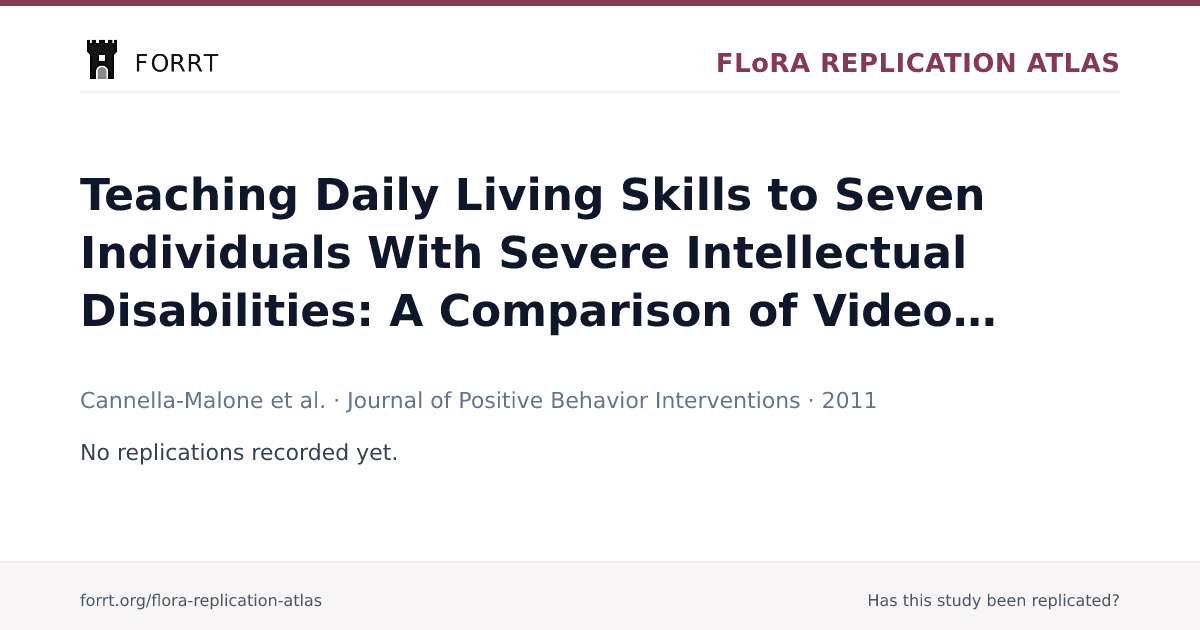 FORRT
FLoRA REPLICATION ATLAS
Teaching Daily Living Skills to Seven
Individuals With Severe Intellectual
Disabilities: A Comparison of Video…
Cannella-Malone et al. · Journal of Positive Behavior Interventions · 2011
No replications recorded yet.
forrt.org/flora-replication-atlas
Has this study been replicated?